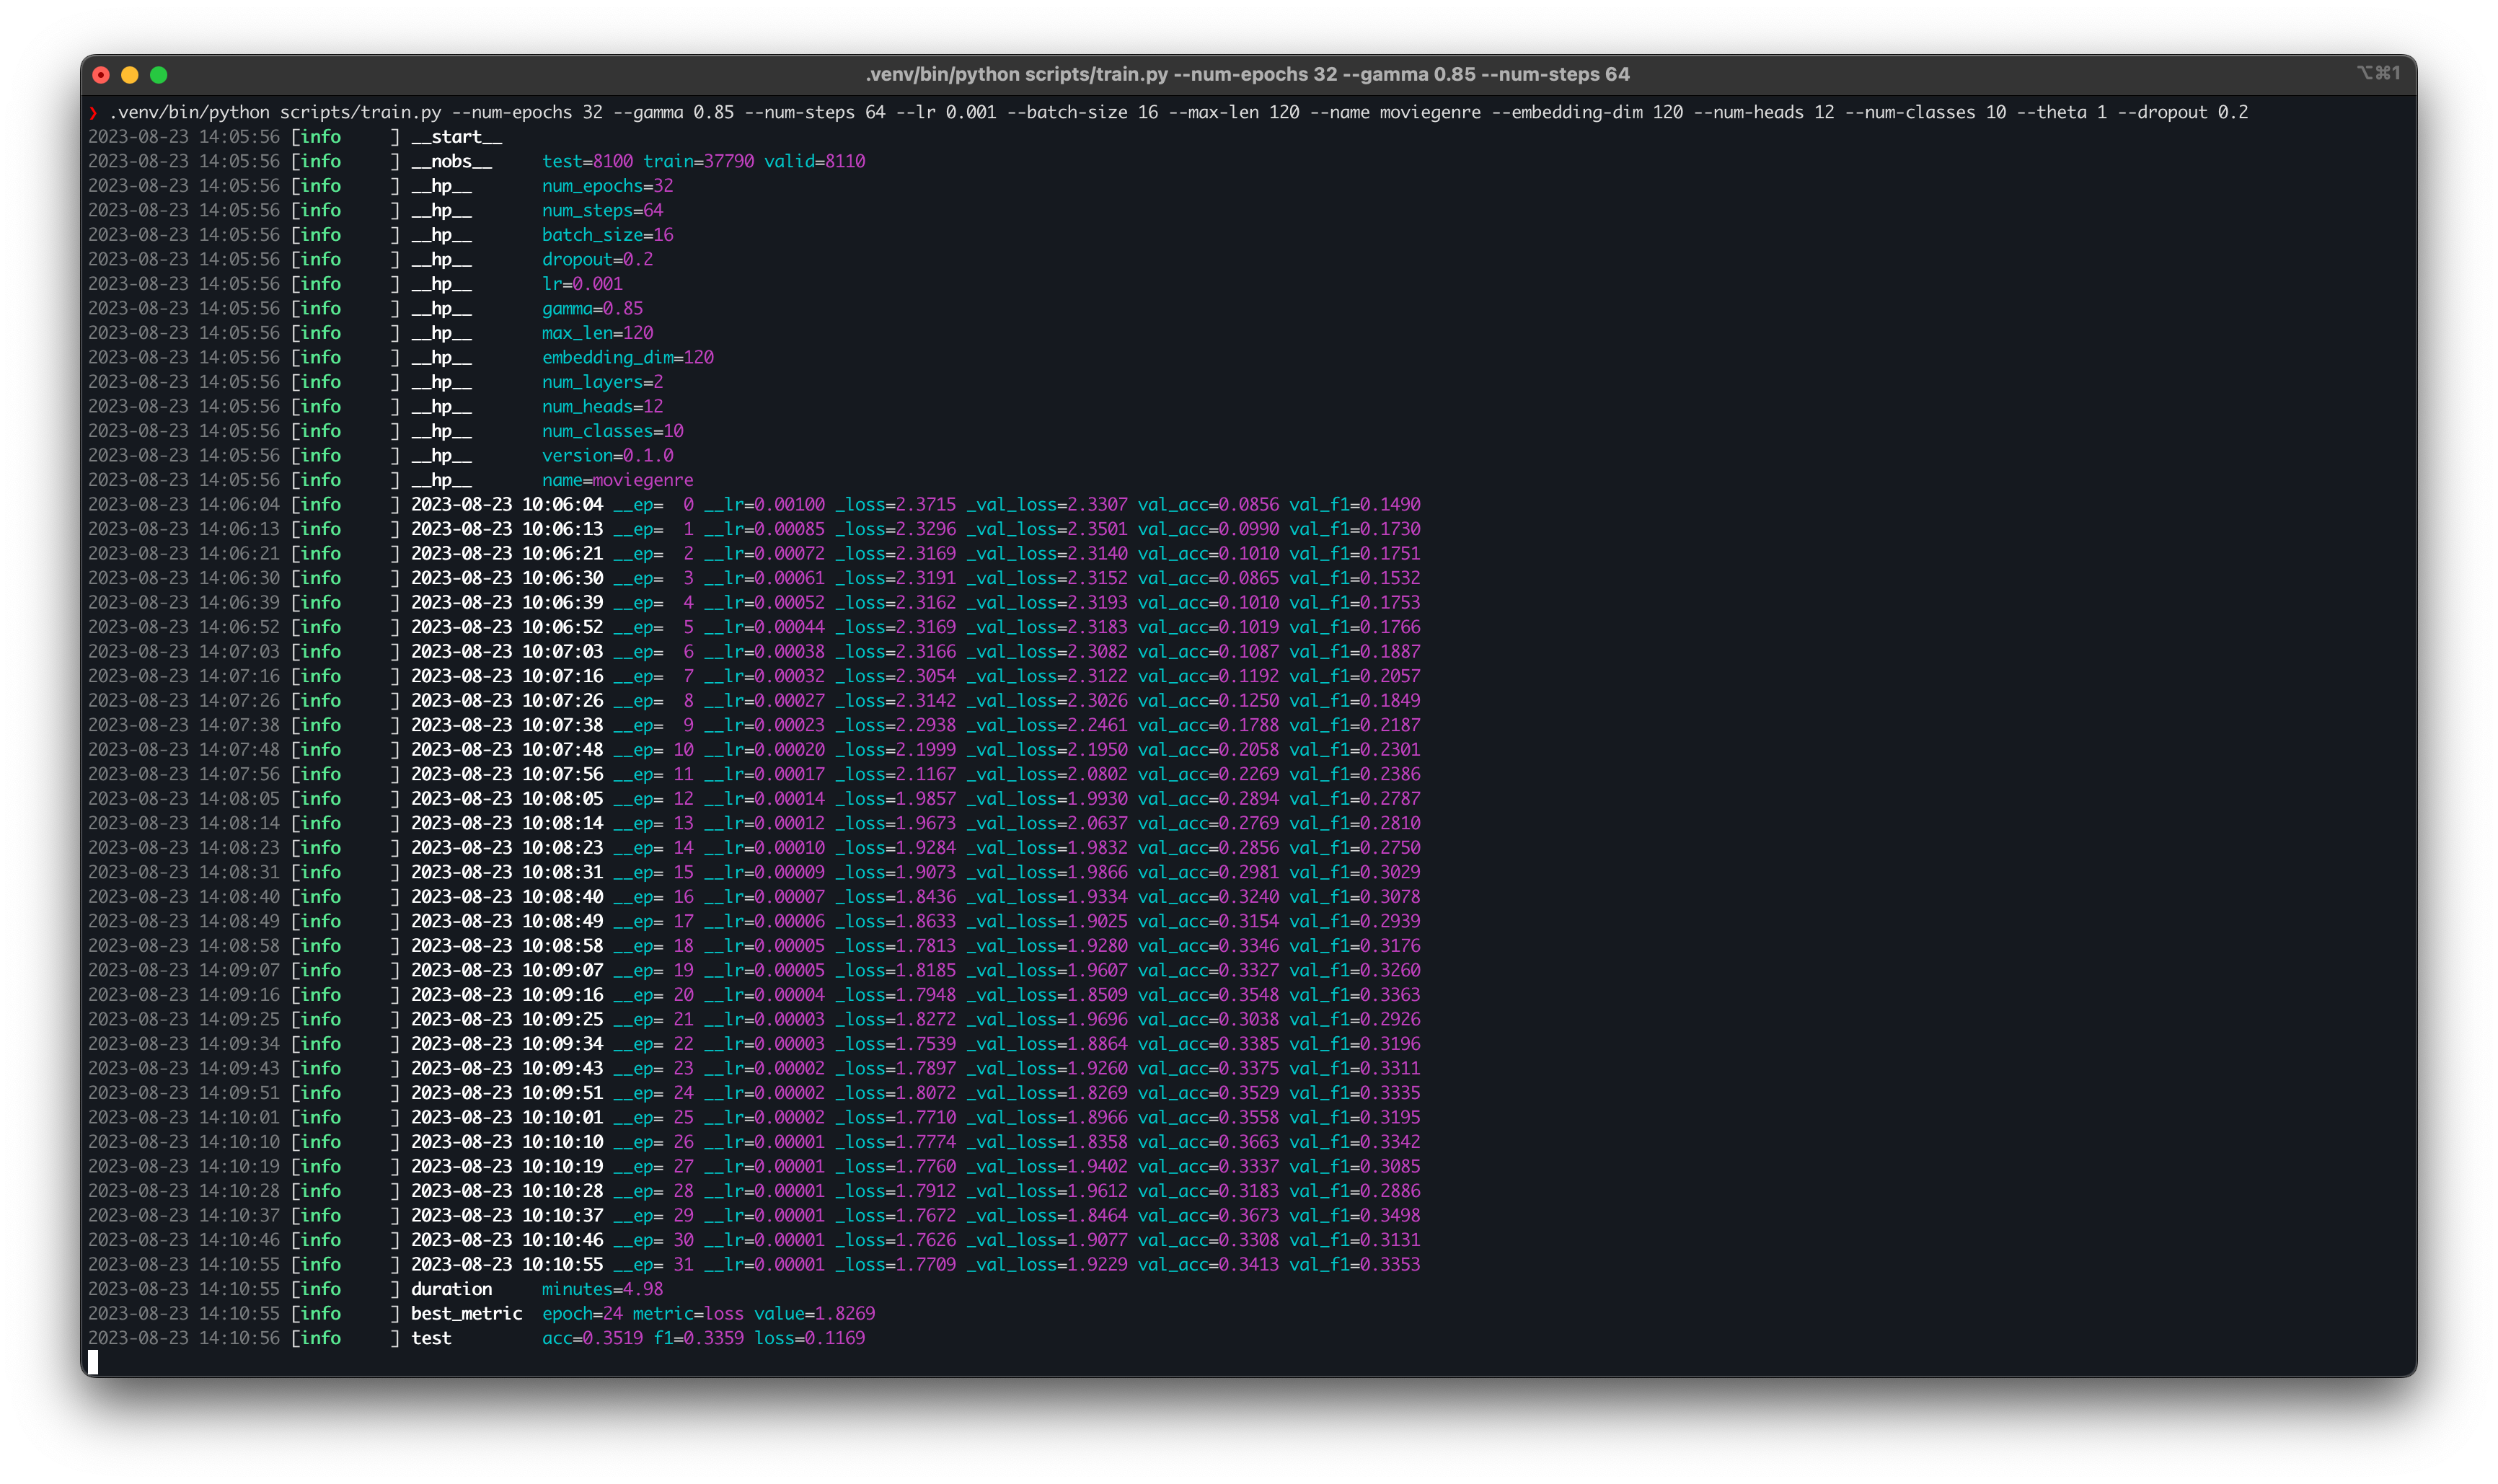 .venv/bin/python scripts/train.py --num-epochs 32 --gamma 0.85 --num-steps 64
⌥⌘1
❯ .venv/bin/python scripts/train.py --num-epochs 32 --gamma 0.85 --num-steps 64 --lr 0.001 --batch-size 16 --max-len 120 --name moviegenre --embedding-dim 120 --num-heads 12 --num-classes 10 --theta 1 --dropout 0.2
2023-08-23 14:05:56 [info     ] __start__
2023-08-23 14:05:56 [info     ] __nobs__     test=8100 train=37790 valid=8110
2023-08-23 14:05:56 [info     ] __hp__       num_epochs=32
2023-08-23 14:05:56 [info     ] __hp__       num_steps=64
2023-08-23 14:05:56 [info     ] __hp__       batch_size=16
2023-08-23 14:05:56 [info     ] __hp__       dropout=0.2
2023-08-23 14:05:56 [info     ] __hp__       lr=0.001
2023-08-23 14:05:56 [info     ] __hp__       gamma=0.85
2023-08-23 14:05:56 [info     ] __hp__       max_len=120
2023-08-23 14:05:56 [info     ] __hp__       embedding_dim=120
2023-08-23 14:05:56 [info     ] __hp__       num_layers=2
2023-08-23 14:05:56 [info     ] __hp__       num_heads=12
2023-08-23 14:05:56 [info     ] __hp__       num_classes=10
2023-08-23 14:05:56 [info     ] __hp__       version=0.1.0
2023-08-23 14:05:56 [info     ] __hp__       name=moviegenre
2023-08-23 14:06:04 [info     ] 2023-08-23 10:06:04 __ep=  0 __lr=0.00100 _loss=2.3715 _val_loss=2.3307 val_acc=0.0856 val_f1=0.1490
2023-08-23 14:06:13 [info     ] 2023-08-23 10:06:13 __ep=  1 __lr=0.00085 _loss=2.3296 _val_loss=2.3501 val_acc=0.0990 val_f1=0.1730
2023-08-23 14:06:21 [info     ] 2023-08-23 10:06:21 __ep=  2 __lr=0.00072 _loss=2.3169 _val_loss=2.3140 val_acc=0.1010 val_f1=0.1751
2023-08-23 14:06:30 [info     ] 2023-08-23 10:06:30 __ep=  3 __lr=0.00061 _loss=2.3191 _val_loss=2.3152 val_acc=0.0865 val_f1=0.1532
2023-08-23 14:06:39 [info     ] 2023-08-23 10:06:39 __ep=  4 __lr=0.00052 _loss=2.3162 _val_loss=2.3193 val_acc=0.1010 val_f1=0.1753
2023-08-23 14:06:52 [info     ] 2023-08-23 10:06:52 __ep=  5 __lr=0.00044 _loss=2.3169 _val_loss=2.3183 val_acc=0.1019 val_f1=0.1766
2023-08-23 14:07:03 [info     ] 2023-08-23 10:07:03 __ep=  6 __lr=0.00038 _loss=2.3166 _val_loss=2.3082 val_acc=0.1087 val_f1=0.1887
2023-08-23 14:07:16 [info     ] 2023-08-23 10:07:16 __ep=  7 __lr=0.00032 _loss=2.3054 _val_loss=2.3122 val_acc=0.1192 val_f1=0.2057
2023-08-23 14:07:26 [info     ] 2023-08-23 10:07:26 __ep=  8 __lr=0.00027 _loss=2.3142 _val_loss=2.3026 val_acc=0.1250 val_f1=0.1849
2023-08-23 14:07:38 [info     ] 2023-08-23 10:07:38 __ep=  9 __lr=0.00023 _loss=2.2938 _val_loss=2.2461 val_acc=0.1788 val_f1=0.2187
2023-08-23 14:07:48 [info     ] 2023-08-23 10:07:48 __ep= 10 __lr=0.00020 _loss=2.1999 _val_loss=2.1950 val_acc=0.2058 val_f1=0.2301
2023-08-23 14:07:56 [info     ] 2023-08-23 10:07:56 __ep= 11 __lr=0.00017 _loss=2.1167 _val_loss=2.0802 val_acc=0.2269 val_f1=0.2386
2023-08-23 14:08:05 [info     ] 2023-08-23 10:08:05 __ep= 12 __lr=0.00014 _loss=1.9857 _val_loss=1.9930 val_acc=0.2894 val_f1=0.2787
2023-08-23 14:08:14 [info     ] 2023-08-23 10:08:14 __ep= 13 __lr=0.00012 _loss=1.9673 _val_loss=2.0637 val_acc=0.2769 val_f1=0.2810
2023-08-23 14:08:23 [info     ] 2023-08-23 10:08:23 __ep= 14 __lr=0.00010 _loss=1.9284 _val_loss=1.9832 val_acc=0.2856 val_f1=0.2750
2023-08-23 14:08:31 [info     ] 2023-08-23 10:08:31 __ep= 15 __lr=0.00009 _loss=1.9073 _val_loss=1.9866 val_acc=0.2981 val_f1=0.3029
2023-08-23 14:08:40 [info     ] 2023-08-23 10:08:40 __ep= 16 __lr=0.00007 _loss=1.8436 _val_loss=1.9334 val_acc=0.3240 val_f1=0.3078
2023-08-23 14:08:49 [info     ] 2023-08-23 10:08:49 __ep= 17 __lr=0.00006 _loss=1.8633 _val_loss=1.9025 val_acc=0.3154 val_f1=0.2939
2023-08-23 14:08:58 [info     ] 2023-08-23 10:08:58 __ep= 18 __lr=0.00005 _loss=1.7813 _val_loss=1.9280 val_acc=0.3346 val_f1=0.3176
2023-08-23 14:09:07 [info     ] 2023-08-23 10:09:07 __ep= 19 __lr=0.00005 _loss=1.8185 _val_loss=1.9607 val_acc=0.3327 val_f1=0.3260
2023-08-23 14:09:16 [info     ] 2023-08-23 10:09:16 __ep= 20 __lr=0.00004 _loss=1.7948 _val_loss=1.8509 val_acc=0.3548 val_f1=0.3363
2023-08-23 14:09:25 [info     ] 2023-08-23 10:09:25 __ep= 21 __lr=0.00003 _loss=1.8272 _val_loss=1.9696 val_acc=0.3038 val_f1=0.2926
2023-08-23 14:09:34 [info     ] 2023-08-23 10:09:34 __ep= 22 __lr=0.00003 _loss=1.7539 _val_loss=1.8864 val_acc=0.3385 val_f1=0.3196
2023-08-23 14:09:43 [info     ] 2023-08-23 10:09:43 __ep= 23 __lr=0.00002 _loss=1.7897 _val_loss=1.9260 val_acc=0.3375 val_f1=0.3311
2023-08-23 14:09:51 [info     ] 2023-08-23 10:09:51 __ep= 24 __lr=0.00002 _loss=1.8072 _val_loss=1.8269 val_acc=0.3529 val_f1=0.3335
2023-08-23 14:10:01 [info     ] 2023-08-23 10:10:01 __ep= 25 __lr=0.00002 _loss=1.7710 _val_loss=1.8966 val_acc=0.3558 val_f1=0.3195
2023-08-23 14:10:10 [info     ] 2023-08-23 10:10:10 __ep= 26 __lr=0.00001 _loss=1.7774 _val_loss=1.8358 val_acc=0.3663 val_f1=0.3342
2023-08-23 14:10:19 [info     ] 2023-08-23 10:10:19 __ep= 27 __lr=0.00001 _loss=1.7760 _val_loss=1.9402 val_acc=0.3337 val_f1=0.3085
2023-08-23 14:10:28 [info     ] 2023-08-23 10:10:28 __ep= 28 __lr=0.00001 _loss=1.7912 _val_loss=1.9612 val_acc=0.3183 val_f1=0.2886
2023-08-23 14:10:37 [info     ] 2023-08-23 10:10:37 __ep= 29 __lr=0.00001 _loss=1.7672 _val_loss=1.8464 val_acc=0.3673 val_f1=0.3498
2023-08-23 14:10:46 [info     ] 2023-08-23 10:10:46 __ep= 30 __lr=0.00001 _loss=1.7626 _val_loss=1.9077 val_acc=0.3308 val_f1=0.3131
2023-08-23 14:10:55 [info     ] 2023-08-23 10:10:55 __ep= 31 __lr=0.00001 _loss=1.7709 _val_loss=1.9229 val_acc=0.3413 val_f1=0.3353
2023-08-23 14:10:55 [info     ] duration     minutes=4.98
2023-08-23 14:10:55 [info     ] best_metric  epoch=24 metric=loss value=1.8269
2023-08-23 14:10:56 [info     ] test         acc=0.3519 f1=0.3359 loss=0.1169